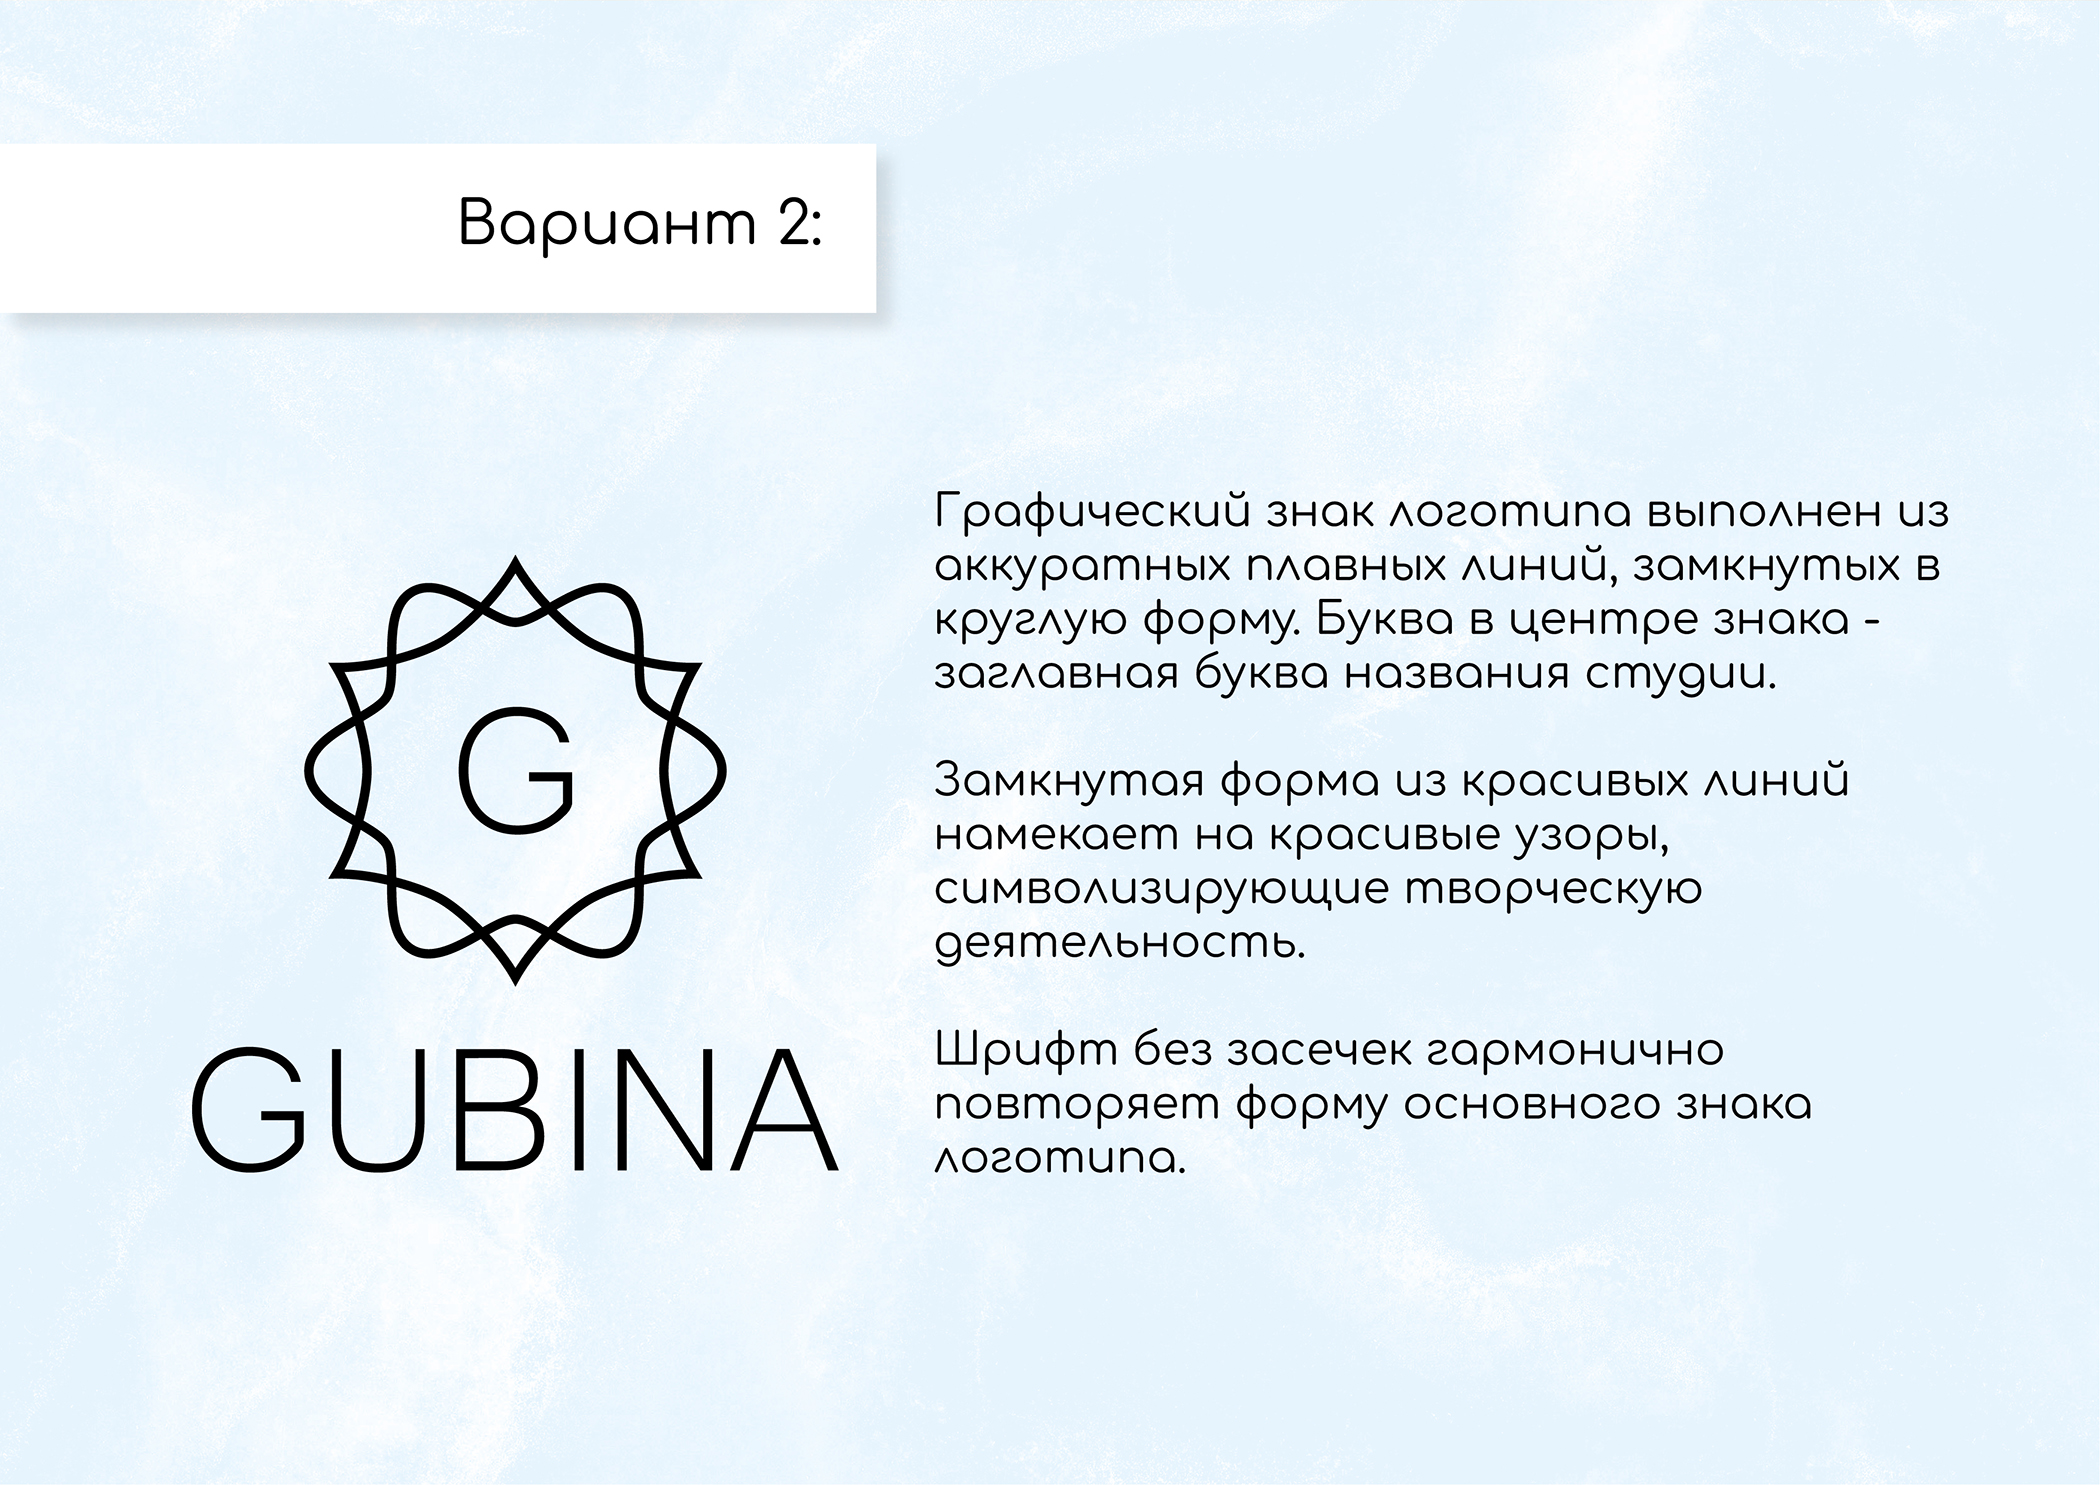 Вариант 2:
G
GUBINA
Графический знак логотипа выполнен из
аккуратных плавных линий, замкнутых в
круглую форму. Буква в центре знака -
заглавная буква названия студии.
Замкнутая форма из красивых линий
намекает на красивые узоры,
символизирующие творческую
деятельность.
Шрифт без засечек гармонично
повторяет форму основного знака
логотипа.